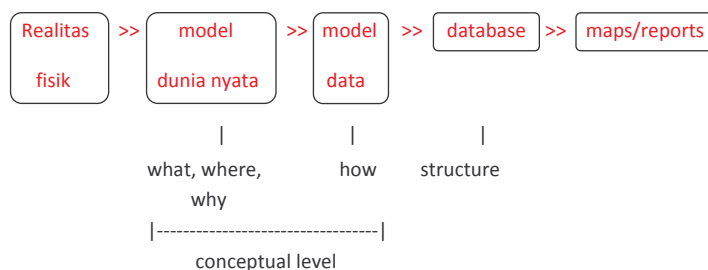 Realitas >> model >> model >> database >> maps/reports
fisik dunia nyata data
| | |
what, where, how structure
why
|----------------------------------|
conceptual level